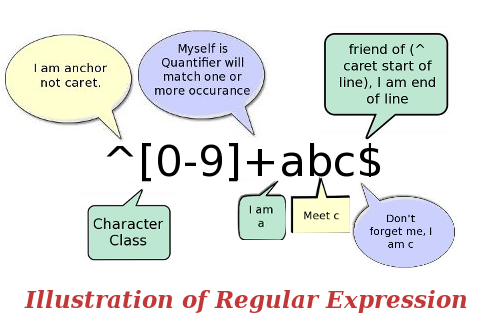 I am anchor
not caret.
Myself is
Quantifier will
match one or
more occurance
friend of (^
caret start of
line), I am end
of line
^[0-9]+abc$
Character
Class
I am
a
Meet c
Don't
forget me, I
am c
Illustration of Regular Expression